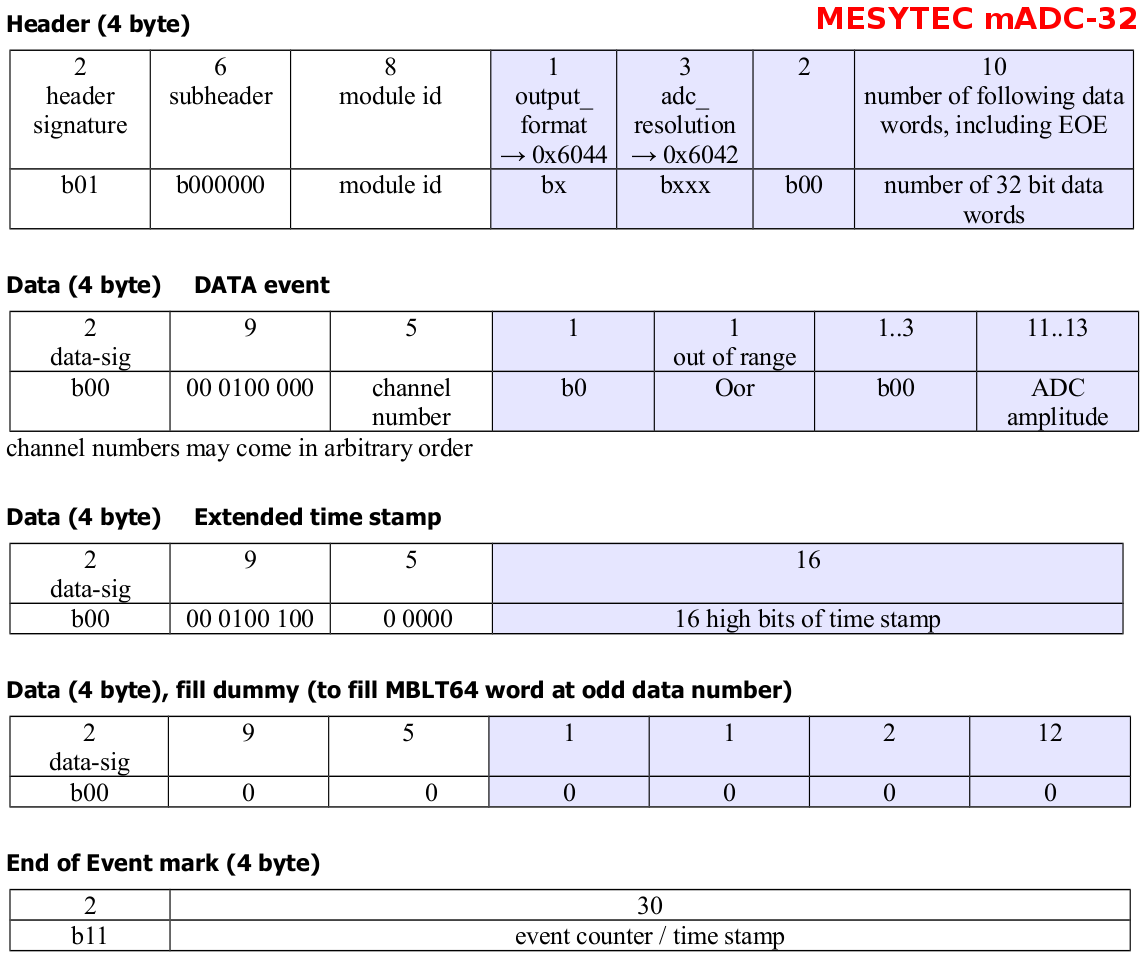 MESYTEC mADC-32
Header (4 byte)
2 6 8 1 3 2 10
header subheader module id output_ adc_ number of following data
signature format resolution words, including EOE
→ 0x6044 → 0x6042
b01 b000000 module id bx bxxx b00 number of 32 bit data
words
Data (4 byte) DATA event
2 9 5 1 1 1..3 11..13
data-sig out of range
b00 00 0100 000 channel b0 Oor b00 ADC
number amplitude
channel numbers may come in arbitrary order
Data (4 byte) Extended time stamp
2 9 5 16
data-sig
b00 00 0100 100 0 0000 16 high bits of time stamp
Data (4 byte), fill dummy (to fill MBLT64 word at odd data number)
2 9 5 1 1 2 12
data-sig
b00 0 0 0 0 0 0
End of Event mark (4 byte)
2 30
b11 event counter / time stamp